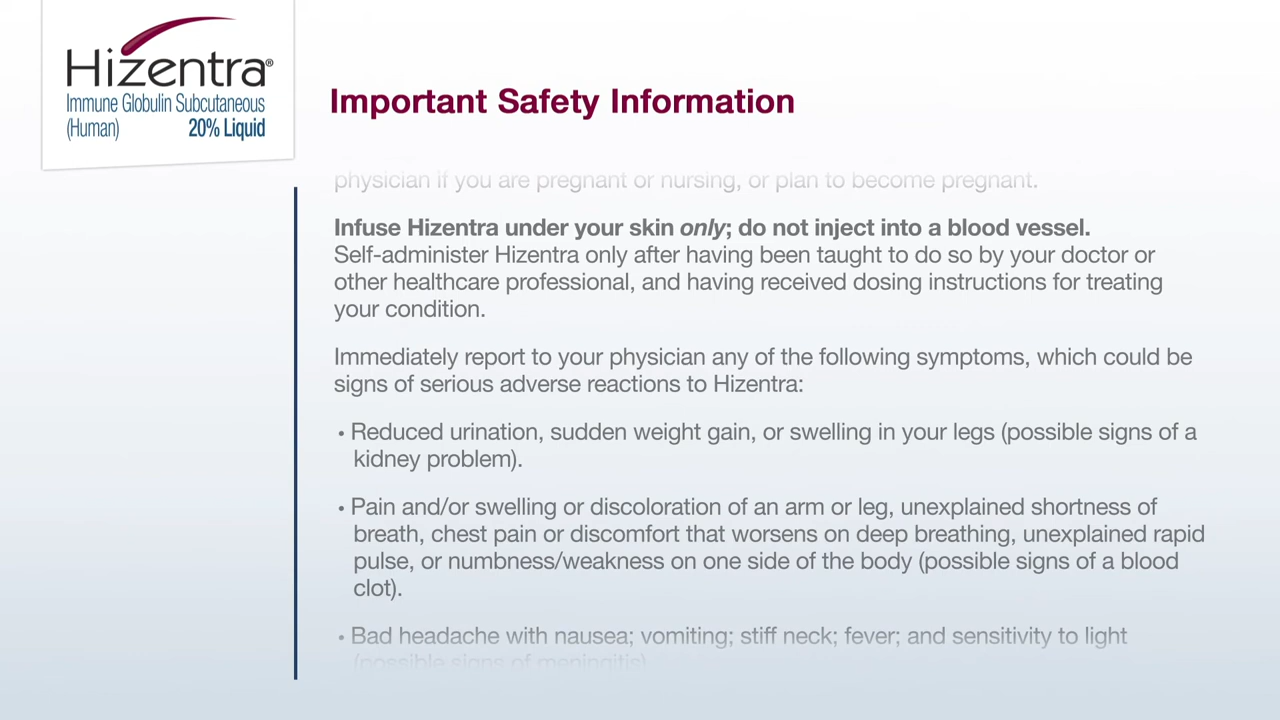 Hizentra®
Immune Globulin Subcutaneous
(Human) 20% Liquid
Important Safety Information
physician if you are pregnant or nursing, or plan to become pregnant.
Infuse Hizentra under your skin only; do not inject into a blood vessel.
Self-administer Hizentra only after having been taught to do so by your doctor or
other healthcare professional, and having received dosing instructions for treating
your condition.
Immediately report to your physician any of the following symptoms, which could be
signs of serious adverse reactions to Hizentra:
• Reduced urination, sudden weight gain, or swelling in your legs (possible signs of a
kidney problem).
• Pain and/or swelling or discoloration of an arm or leg, unexplained shortness of
breath, chest pain or discomfort that worsens on deep breathing, unexplained rapid
pulse, or numbness/weakness on one side of the body (possible signs of a blood
clot).
• Bad headache with nausea; vomiting; stiff neck; fever; and sensitivity to light
(possible signs of meningitis)